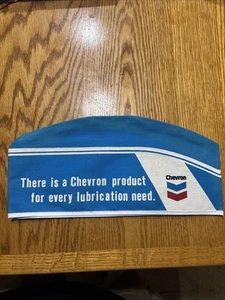 There is a Chevron product
for every lubrication need.
Chevron